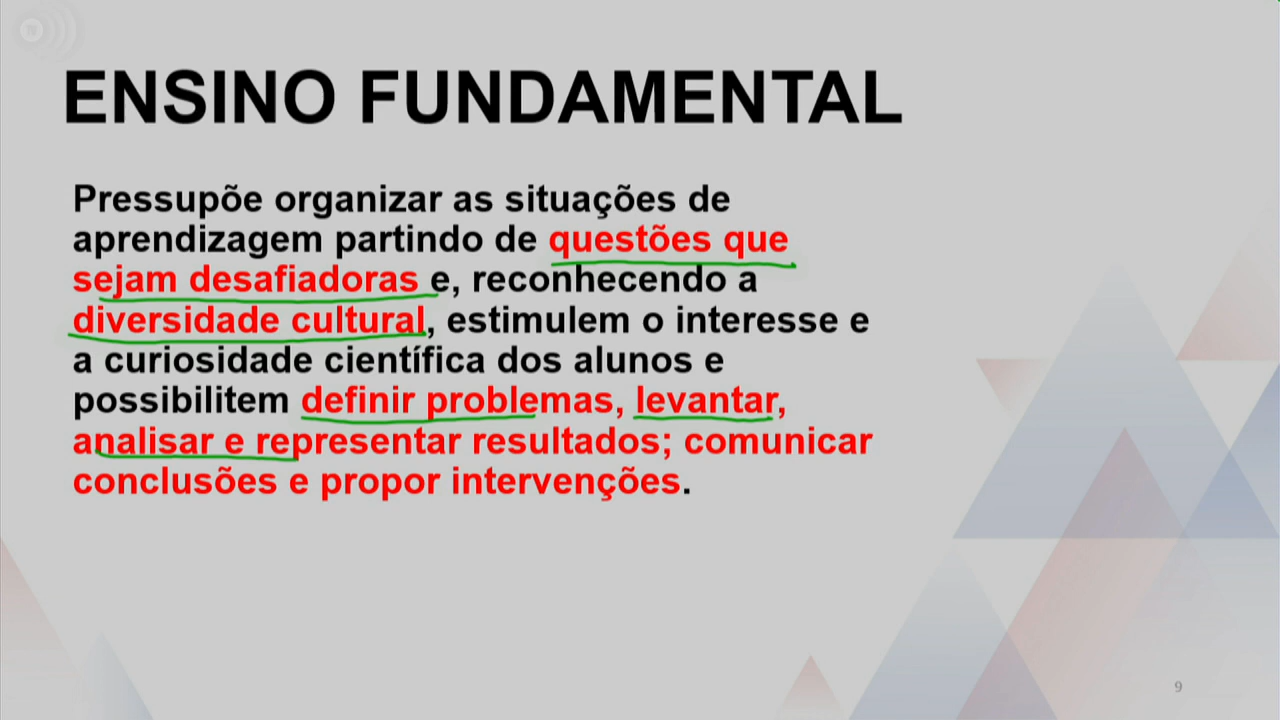 ENSINO FUNDAMENTAL
Pressupõe organizar as situações de
aprendizagem partindo de questões que
sejam desafiadoras e, reconhecendo a
diversidade cultural, estimulem o interesse e
a curiosidade científica dos alunos e
possibilitem definir problemas, levantar,
analisar e representar resultados; comunicar
conclusões e propor intervenções.
9